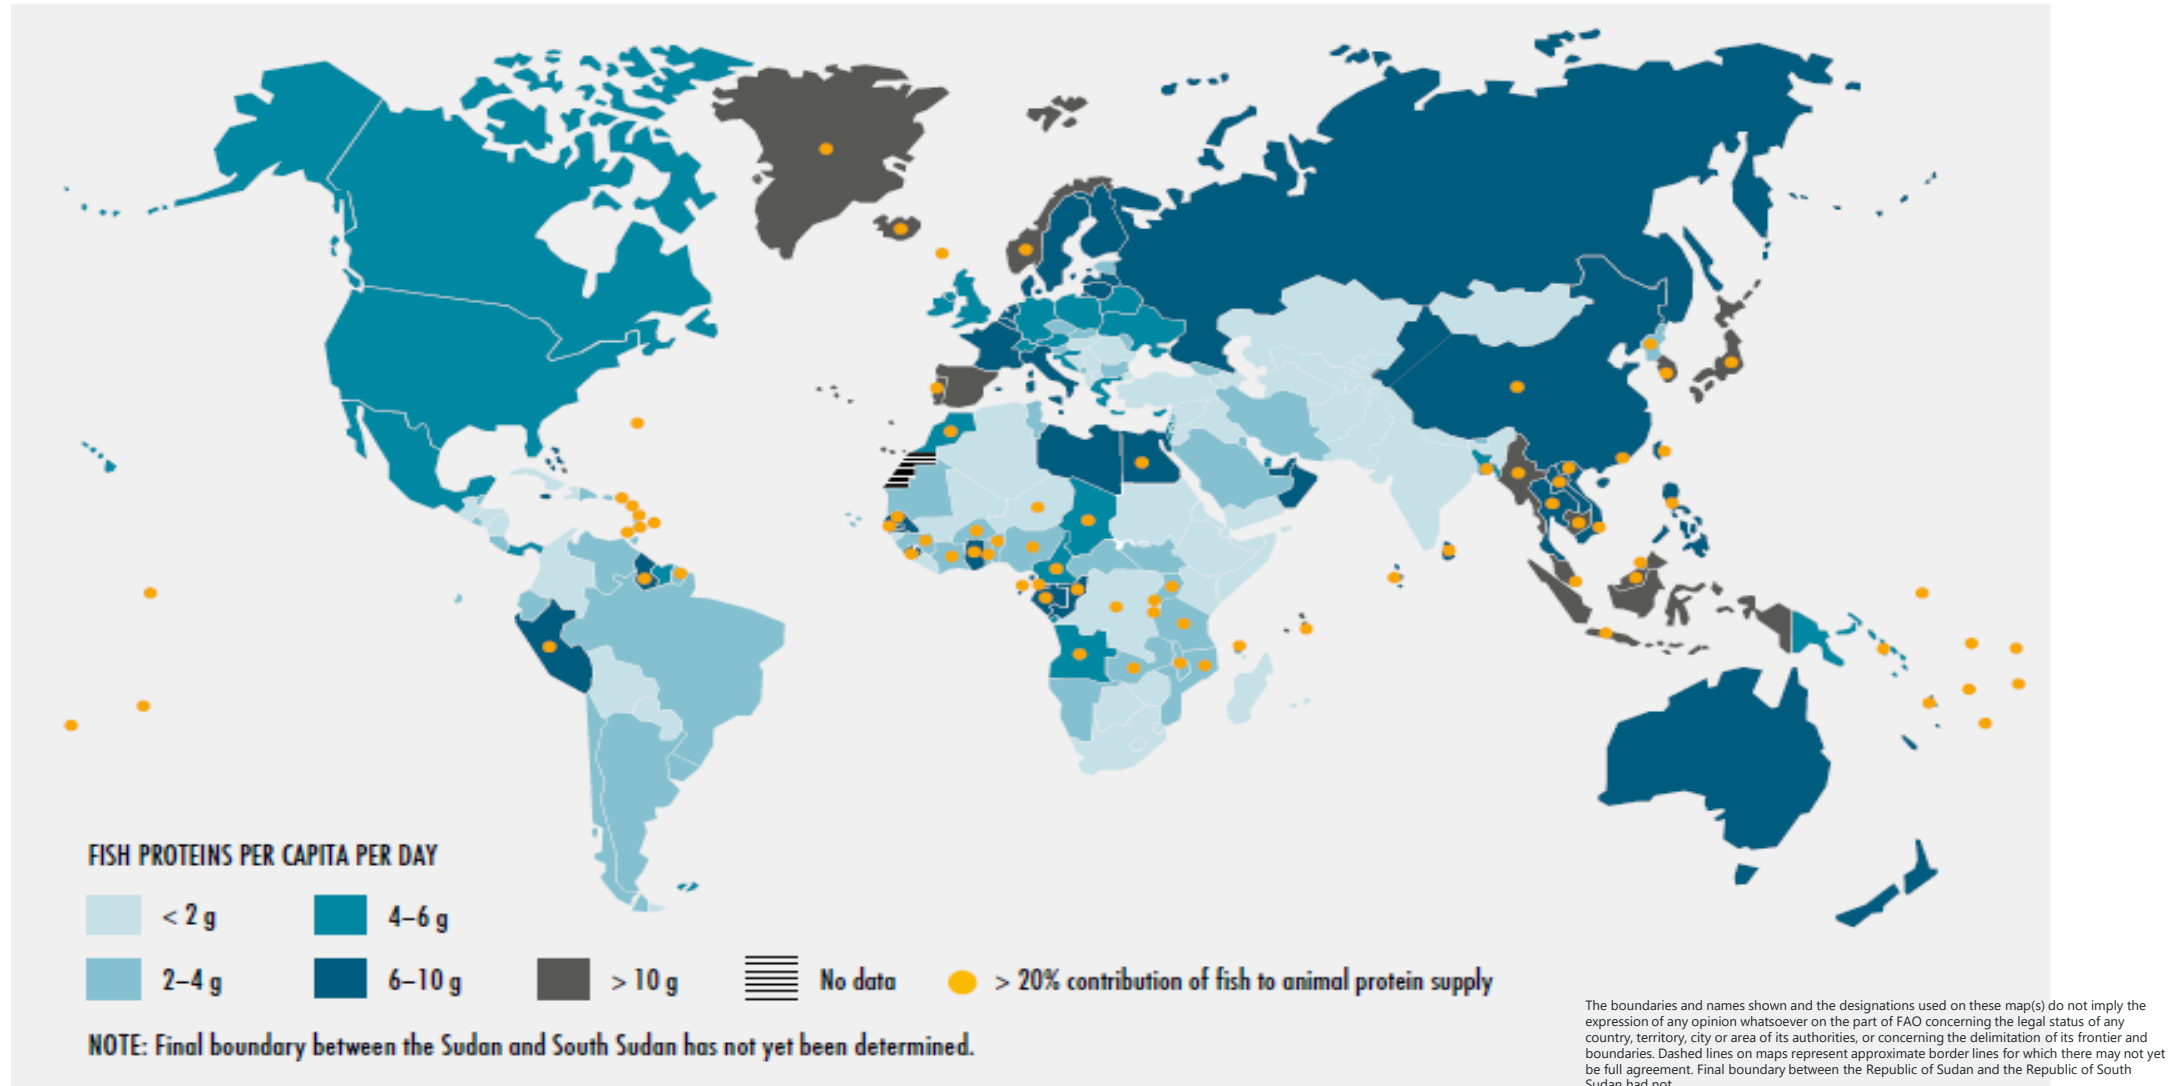 FISH PROTEINS PER CAPITA PER DAY
< 2 g
4–6 g
2–4 g
6–10 g
> 10 g
No data
> 20% contribution of fish to animal protein supply
NOTE: Final boundary between the Sudan and South Sudan has not yet been determined.
The boundaries and names shown and the designations used on these map(s) do not imply the
expression of any opinion whatsoever on the part of FAO concerning the legal status of any
country, territory, city or area of its authorities, or concerning the delimitation of its frontier and
boundaries. Dashed lines on maps represent approximate border lines for which there may not yet
be full agreement. Final boundary between the Republic of Sudan and the Republic of South
Sudan had not